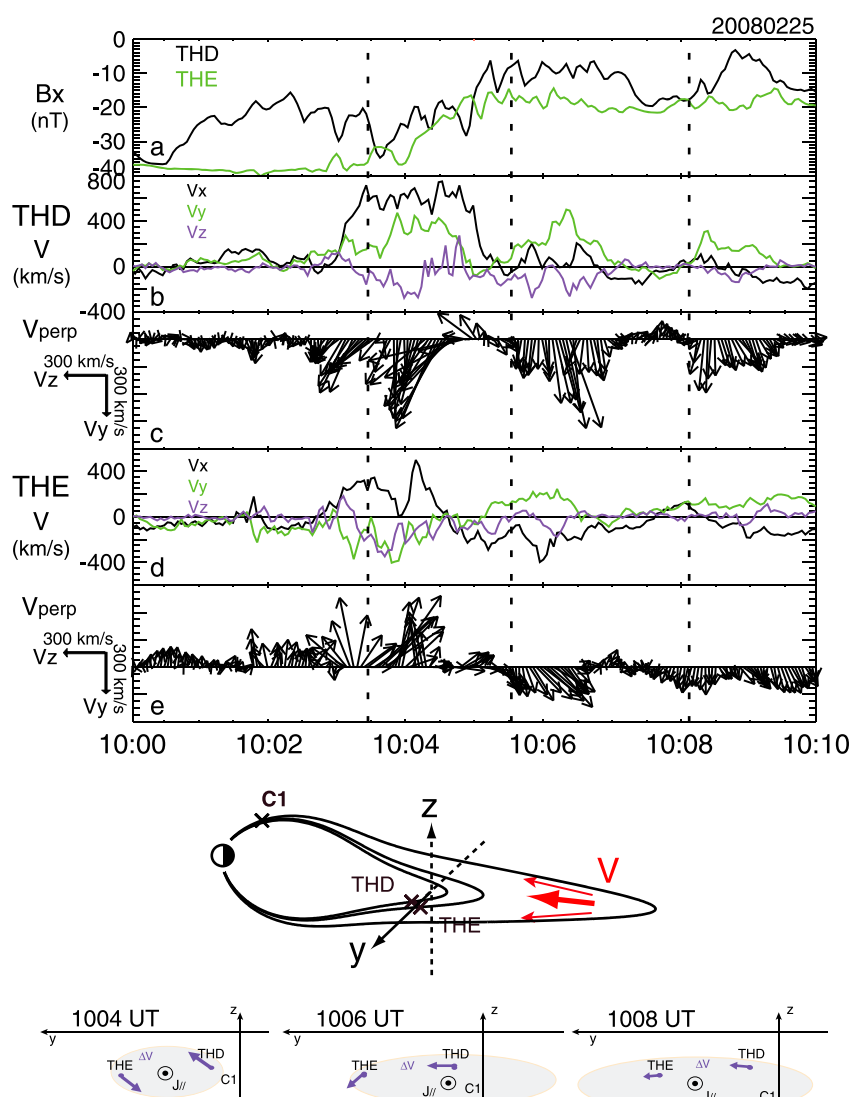 20080225
0
-10
-20
-30
-40
Bx
(nT)
THD
THE
a
800
400
0
-400
THD
V
(km/s)
Vx
Vy
Vz
b
Vperp
300 km/s
Vz
300 km/s
Vy
c
400
0
-400
THE
V
(km/s)
Vx
Vy
Vz
d
Vperp
300 km/s
Vz
300 km/s
Vy
e
10:00 10:02 10:04 10:06 10:08 10:10
C1
z
V
THD
THE
y
1004 UT
z
y
THE
ΔV
THD
J//
C1
1006 UT
z
y
THE
ΔV
THD
J//
C1
1008 UT
z
y
THE
ΔV
THD
J//
C1